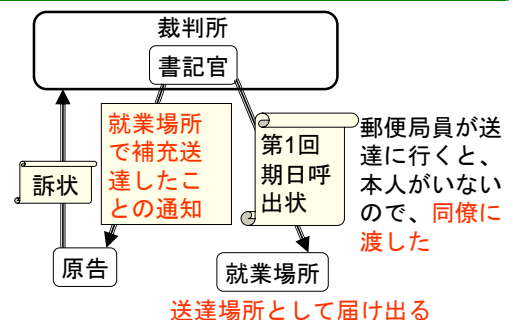 裁判所
書記官
就業場所
で補充送
達したこ
との通知
第1回
期日呼
出状
郵便局員が送
達に行くと、
本人がいない
ので、同僚に
渡した
訴状
原告
就業場所
送達場所として届け出る